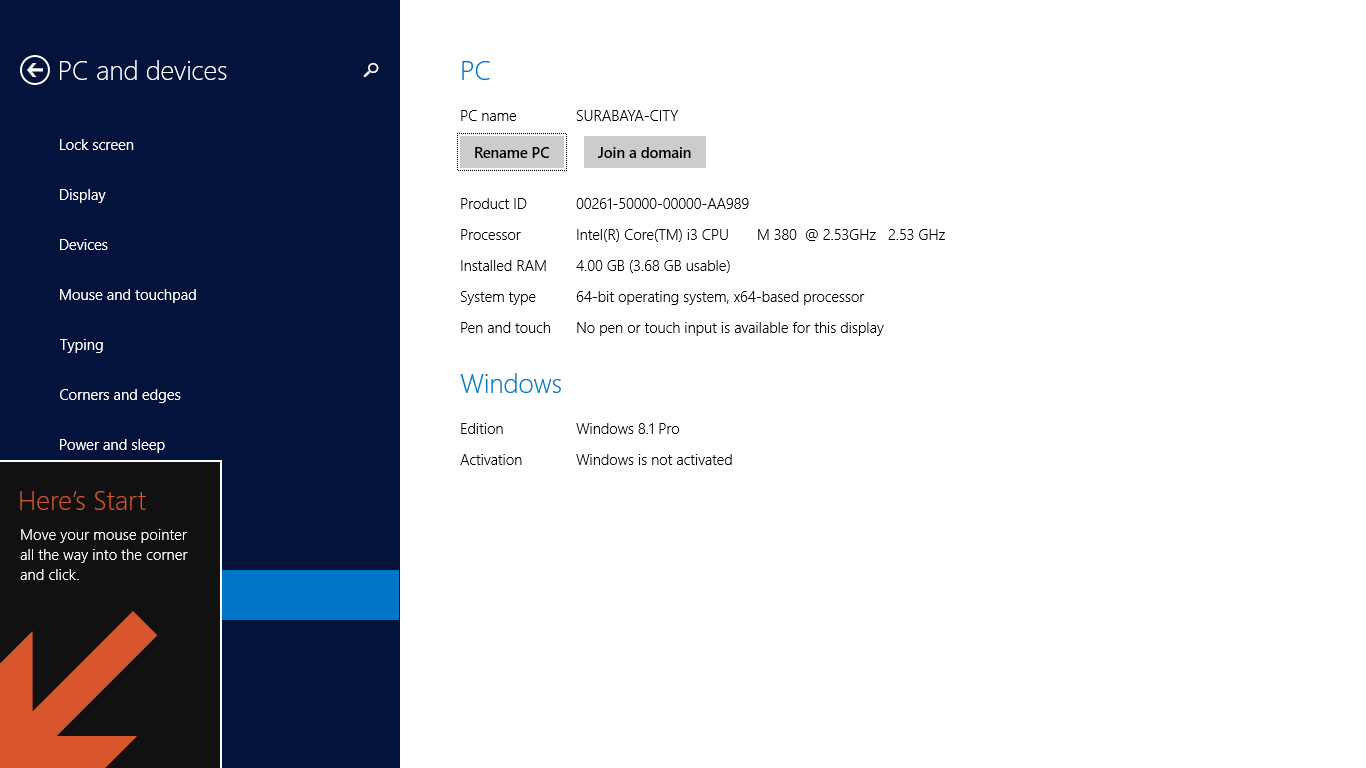 PC and devices
Lock screen
Display
Devices
Mouse and touchpad
Typing
Corners and edges
Power and sleep
Here's Start
Move your mouse pointer
all the way into the corner
and click.
PC
PC name SURABAYA-CITY
Rename PC Join a domain
Product ID 00261-50000-00000-AA989
Processor Intel(R) Core(TM) i3 CPU M 380 @ 2.53GHz 2.53 GHz
Installed RAM 4.00 GB (3.68 GB usable)
System type 64-bit operating system, x64-based processor
Pen and touch No pen or touch input is available for this display
Windows
Edition Windows 8.1 Pro
Activation Windows is not activated